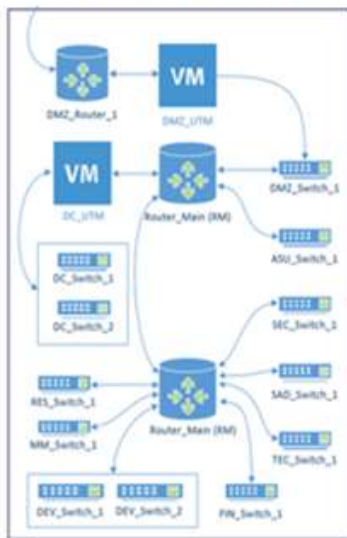 VM
DMZ_Router_1
DMZ_UTM
VM
DC_UTM
Router_Main (RM)
DMZ_Switch_1
DC_Switch_1
ASU_Switch_1
DC_Switch_2
SEC_Switch_1
RES_Switch_1
SAD_Switch_1
MM_Switch_1
Router_Main (RM)
TEC_Switch_1
DEV_Switch_1
DEV_Switch_2
FIN_Switch_1